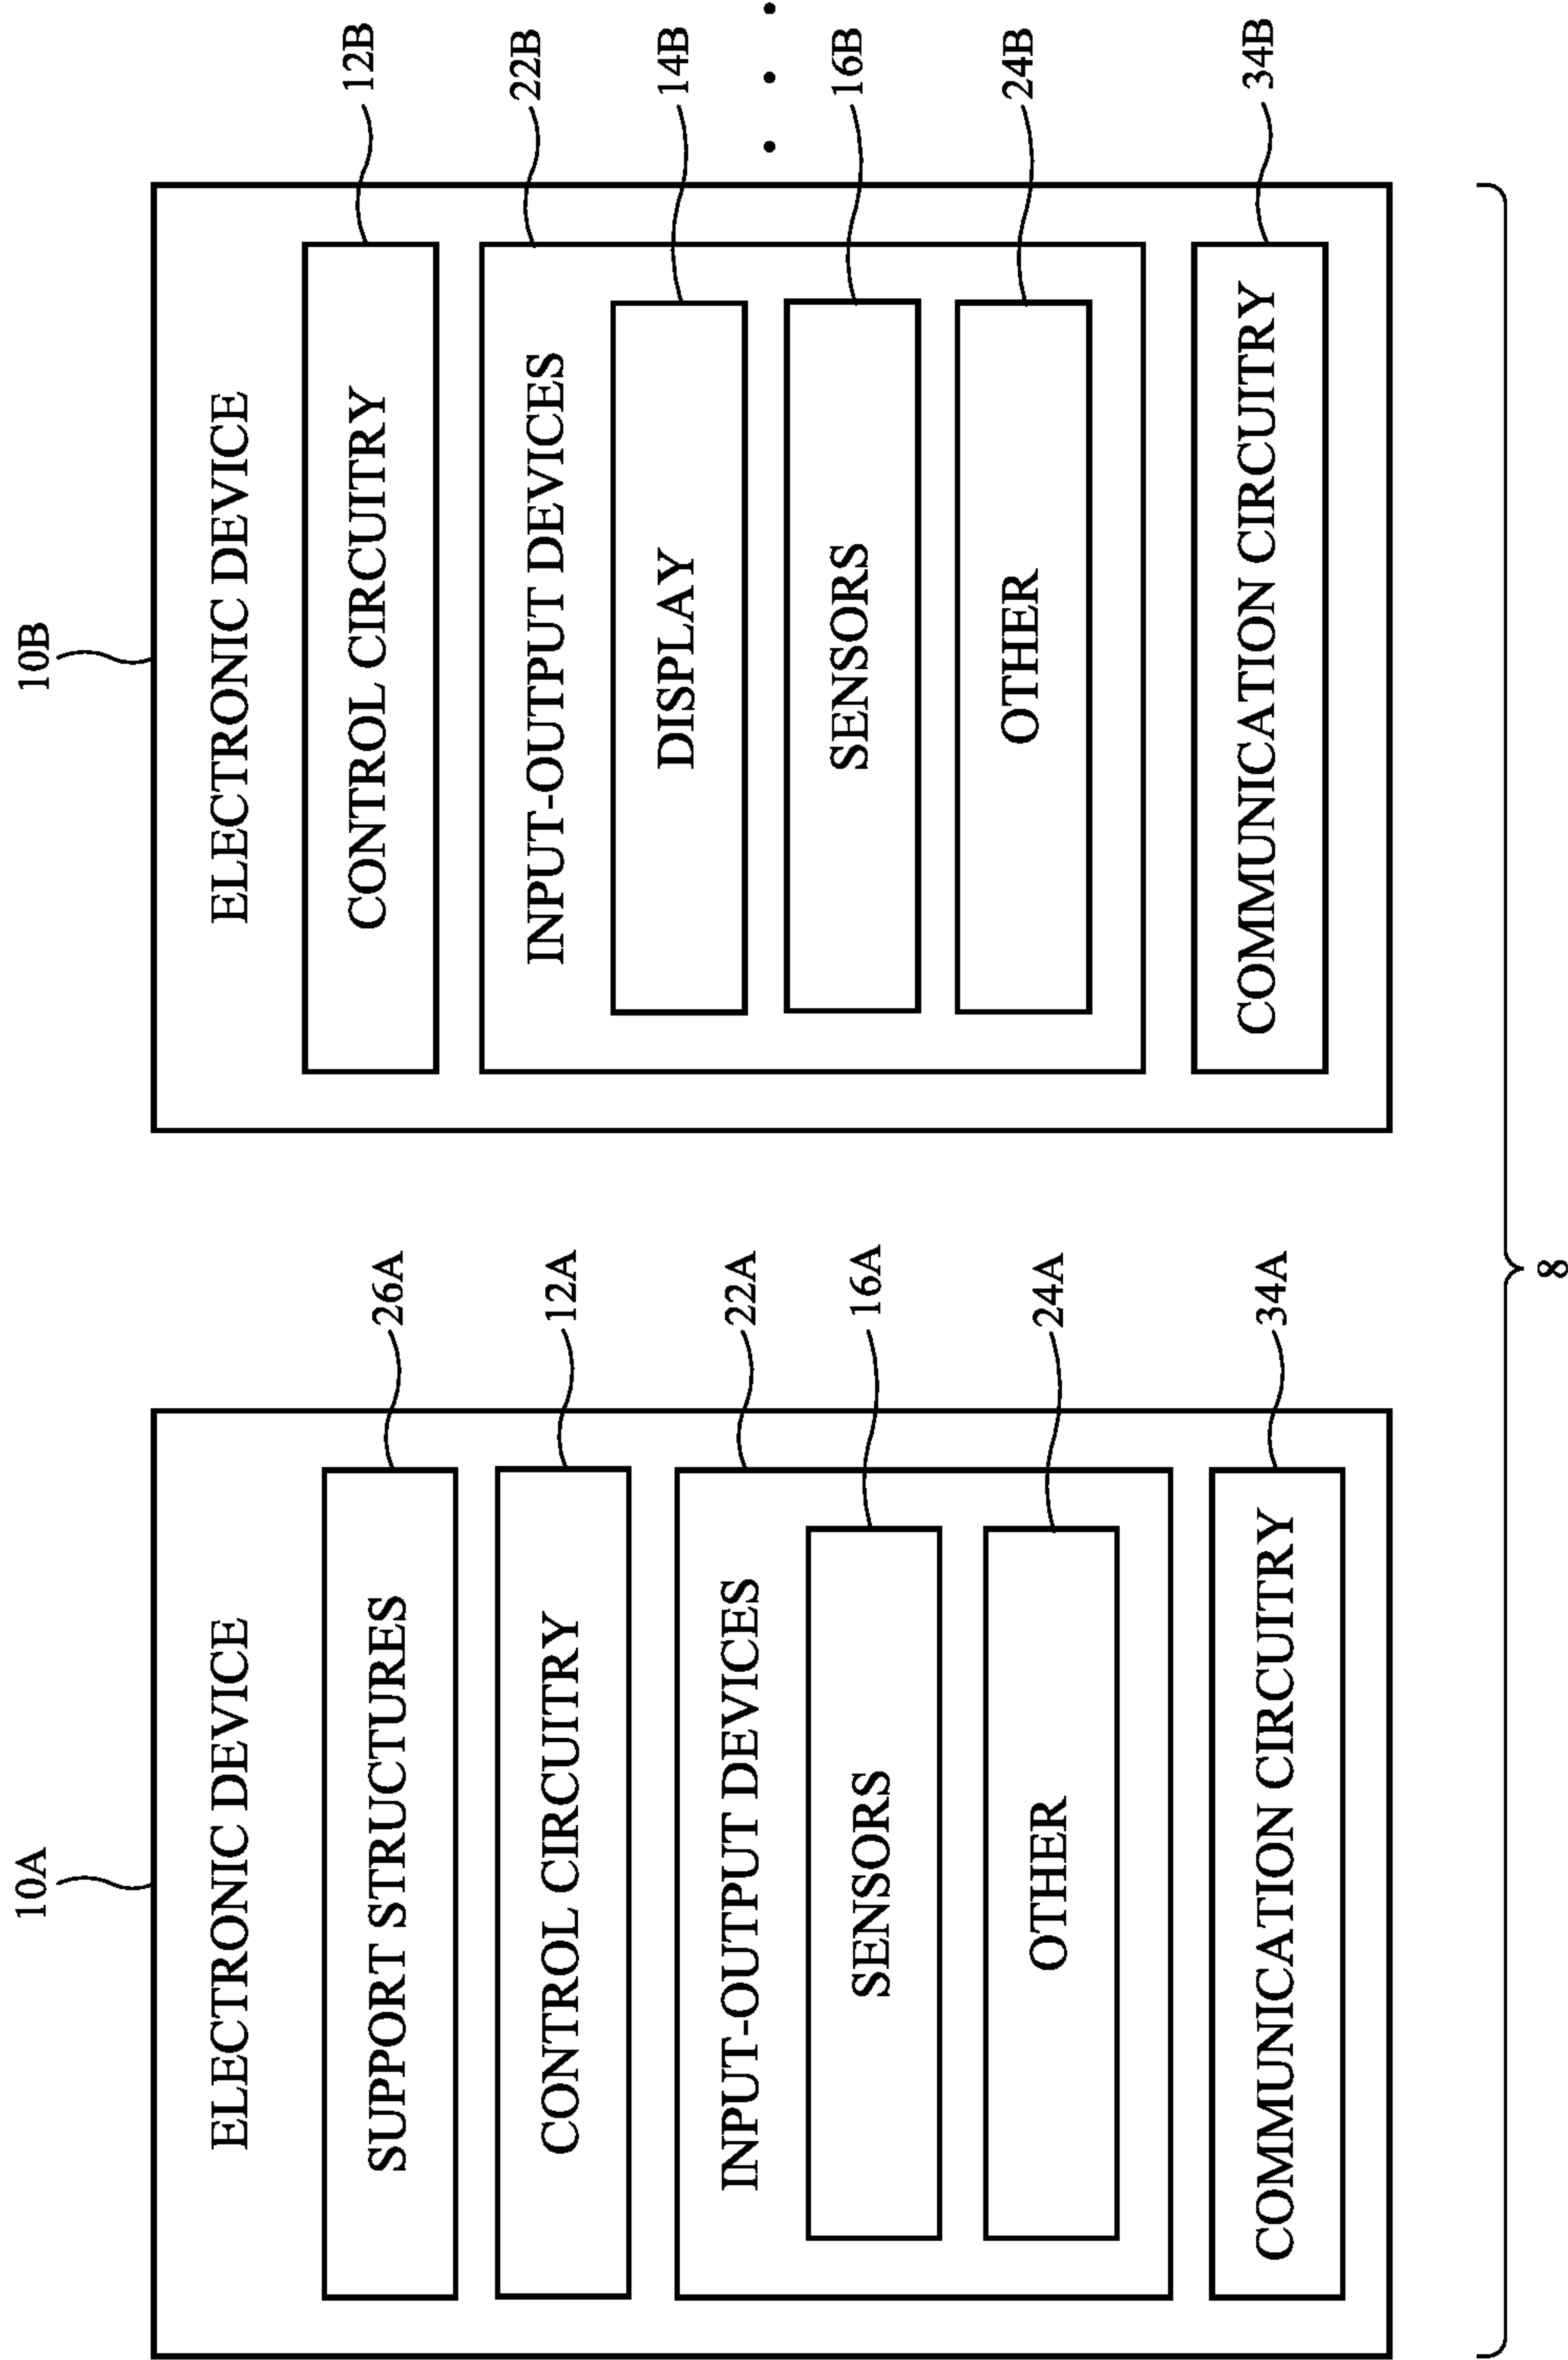 10A
ELECTRONIC DEVICE
SUPPORT STRUCTURES
26A
CONTROL CIRCUITRY
12A
INPUT-OUTPUT DEVICES
22A
SENSORS
16A
OTHER
24A
COMMUNICATION CIRCUITRY
34A
10B
ELECTRONIC DEVICE
CONTROL CIRCUITRY
12B
INPUT-OUTPUT DEVICES
22B
DISPLAY
14B
SENSORS
16B
OTHER
24B
COMMUNICATION CIRCUITRY
34B
8